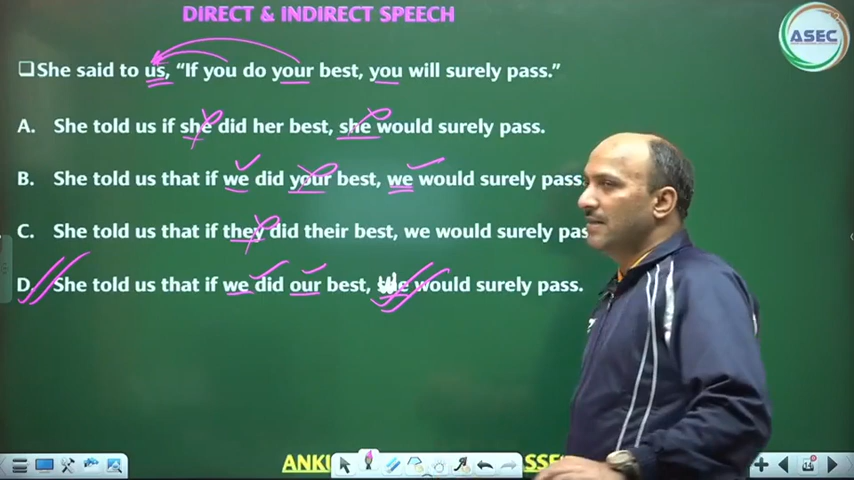 DIRECT & INDIRECT SPEECH
ASEC
She said to us, “If you do your best, you will surely pass.”
A. She told us if she did her best, she would surely pass.
B. She told us that if we did your best, we would surely pass.
C. She told us that if they did their best, we would surely pas
D. She told us that if we did our best, she would surely pass.
14